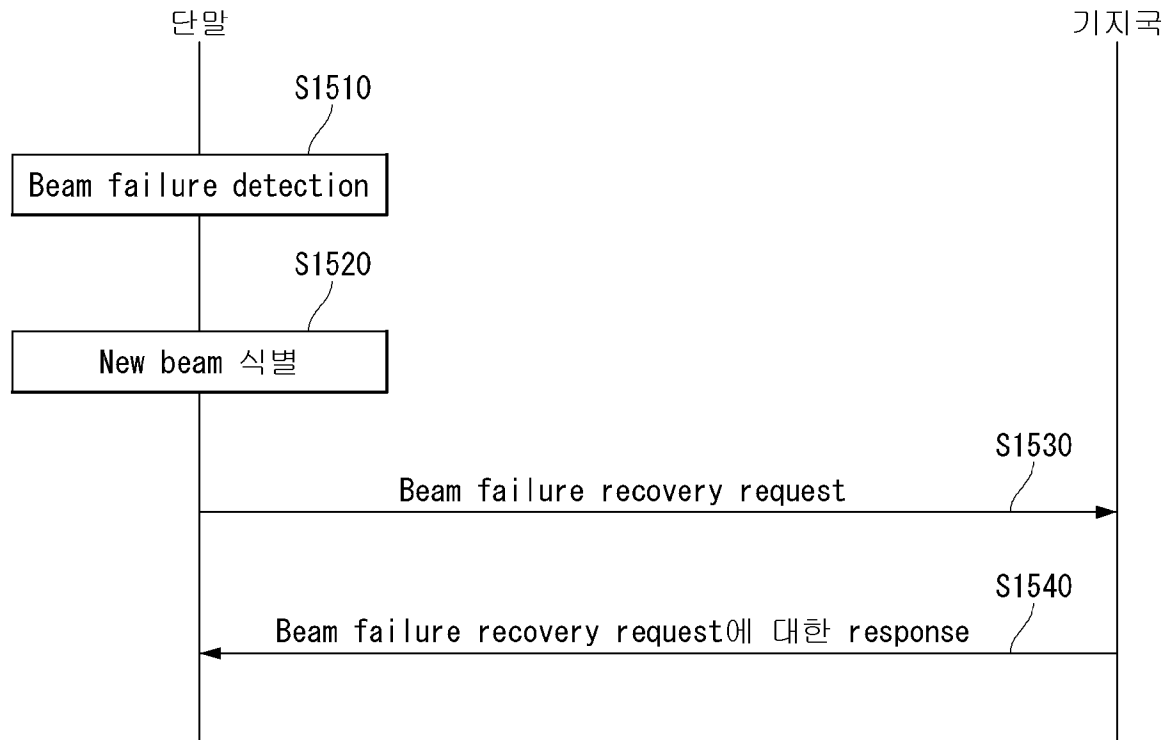 단말
기지국
S1510
Beam failure detection
S1520
New beam 식별
S1530
Beam failure recovery request
S1540
Beam failure recovery request에 대한 response